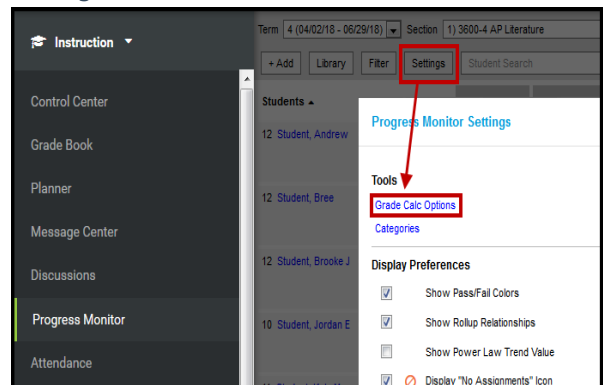 Instruction
Term 4 (04/02/18 - 06/29/18) Section 1) 3600-4 AP Literature
+ Add Library Filter Settings Student Search
Control Center
Grade Book
Planner
Message Center
Discussions
Progress Monitor
Attendance
Students
12 Student, Andrew
12 Student, Bree
12 Student, Brooke J
10 Student, Jordan E
Progress Monitor Settings
Tools
Grade Calc Options
Categories
Display Preferences
Show Pass/Fail Colors
Show Rollup Relationships
Show Power Law Trend Value
Display "No Assignments" Icon